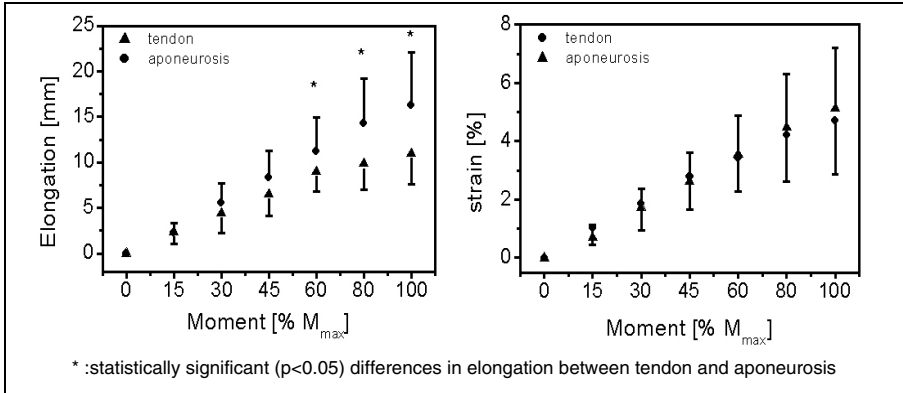 25
20
15
10
5
0
Elongation [mm]
tendon
aponeurosis
*
*
*
0 15 30 45 60 80 100
Moment [% Mmax]
8
6
4
2
0
strain [%]
tendon
aponeurosis
0 15 30 45 60 80 100
Moment [% Mmax]
* :statistically significant (p<0.05) differences in elongation between tendon and aponeurosis